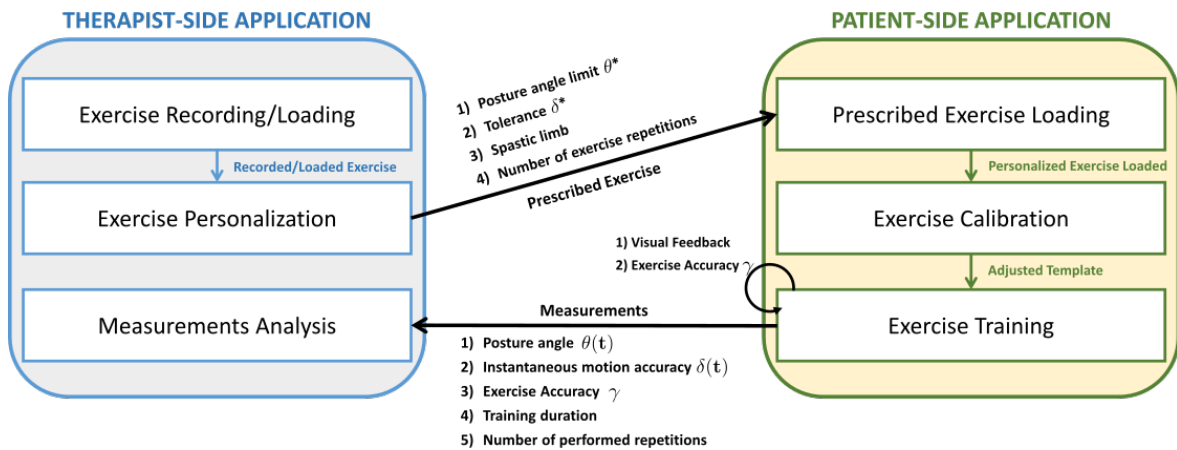 THERAPIST-SIDE APPLICATION
Exercise Recording/Loading
Recorded/Loaded Exercise
Exercise Personalization
Measurements Analysis
1) Posture angle limit θ*
2) Tolerance δ*
3) Spastic limb
4) Number of exercise repetitions
Prescribed Exercise
PATIENT-SIDE APPLICATION
Prescribed Exercise Loading
Personalized Exercise Loaded
Exercise Calibration
Adjusted Template
Exercise Training
1) Visual Feedback
2) Exercise Accuracy γ
Measurements
1) Posture angle θ(t)
2) Instantaneous motion accuracy δ(t)
3) Exercise Accuracy γ
4) Training duration
5) Number of performed repetitions